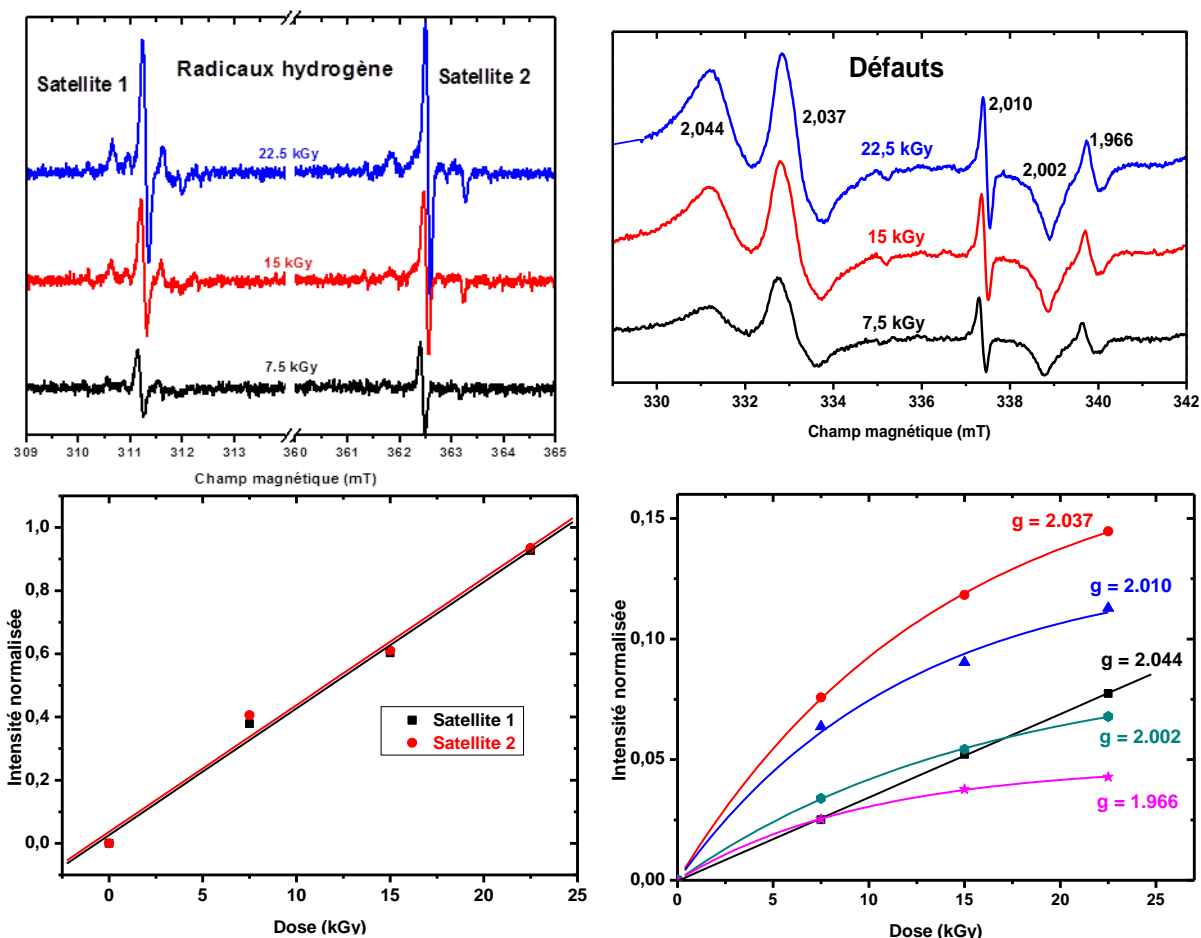 Satellite 1
Radicaux hydrogène
Satellite 2
22.5 kGy
15 kGy
7.5 kGy
309 310 311 312 313 360 361 362 363 364 365
Champ magnétique (mT)
Défauts
2,044
2,037
2,010
2,002
1,966
22,5 kGy
15 kGy
7,5 kGy
330 332 334 336 338 340 342
Champ magnétique (mT)
Intensité normalisée
1,0
0,8
0,6
0,4
0,2
0,0
Satellite 1
Satellite 2
0 5 10 15 20 25
Dose (kGy)
Intensité normalisée
0,15
0,10
0,05
0,00
g = 2.037
g = 2.010
g = 2.044
g = 2.002
g = 1.966
0 5 10 15 20 25
Dose (kGy)